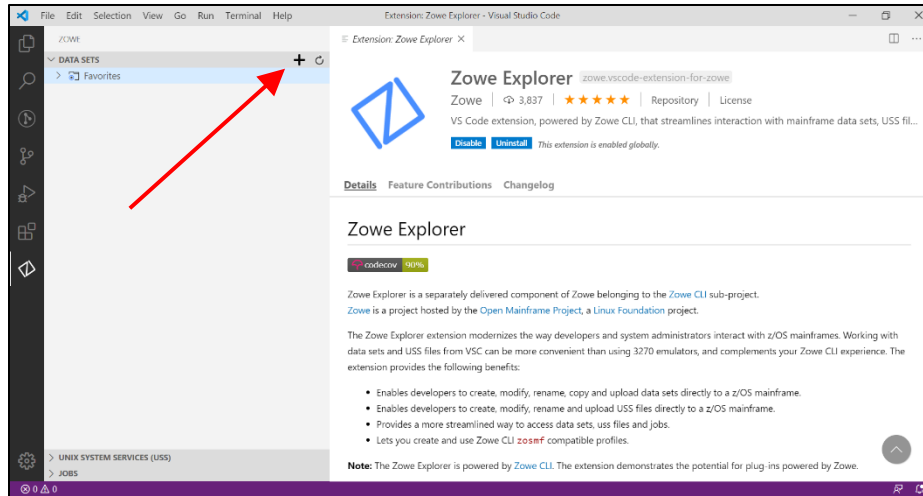 File Edit Selection View Go Run Terminal Help
Extension: Zowe Explorer - Visual Studio Code
ZOWE
DATA SETS
Favorites
UNIX SYSTEM SERVICES (USS)
JOBS
Extension: Zowe Explorer
Zowe Explorer zowe.vscode-extension-for-zowe
Zowe 3,837 Repository License
VS Code extension, powered by Zowe CLI, that streamlines interaction with mainframe data sets, USS fil...
Disable Uninstall This extension is enabled globally.
Details Feature Contributions Changelog
Zowe Explorer
codecov 90%
Zowe Explorer is a separately delivered component of Zowe belonging to the Zowe CLI sub-project.
Zowe is a project hosted by the Open Mainframe Project, a Linux Foundation project.
The Zowe Explorer extension modernizes the way developers and system administrators interact with z/OS mainframes. Working with
data sets and USS files from VSC can be more convenient than using 3270 emulators, and complements your Zowe CLI experience. The
extension provides the following benefits:
• Enables developers to create, modify, rename, copy and upload data sets directly to a z/OS mainframe.
• Enables developers to create, modify, rename and upload USS files directly to a z/OS mainframe.
• Provides a more streamlined way to access data sets, uss files and jobs.
• Lets you create and use Zowe CLI zosmf compatible profiles.
Note: The Zowe Explorer is powered by Zowe CLI. The extension demonstrates the potential for plug-ins powered by Zowe.
0 0